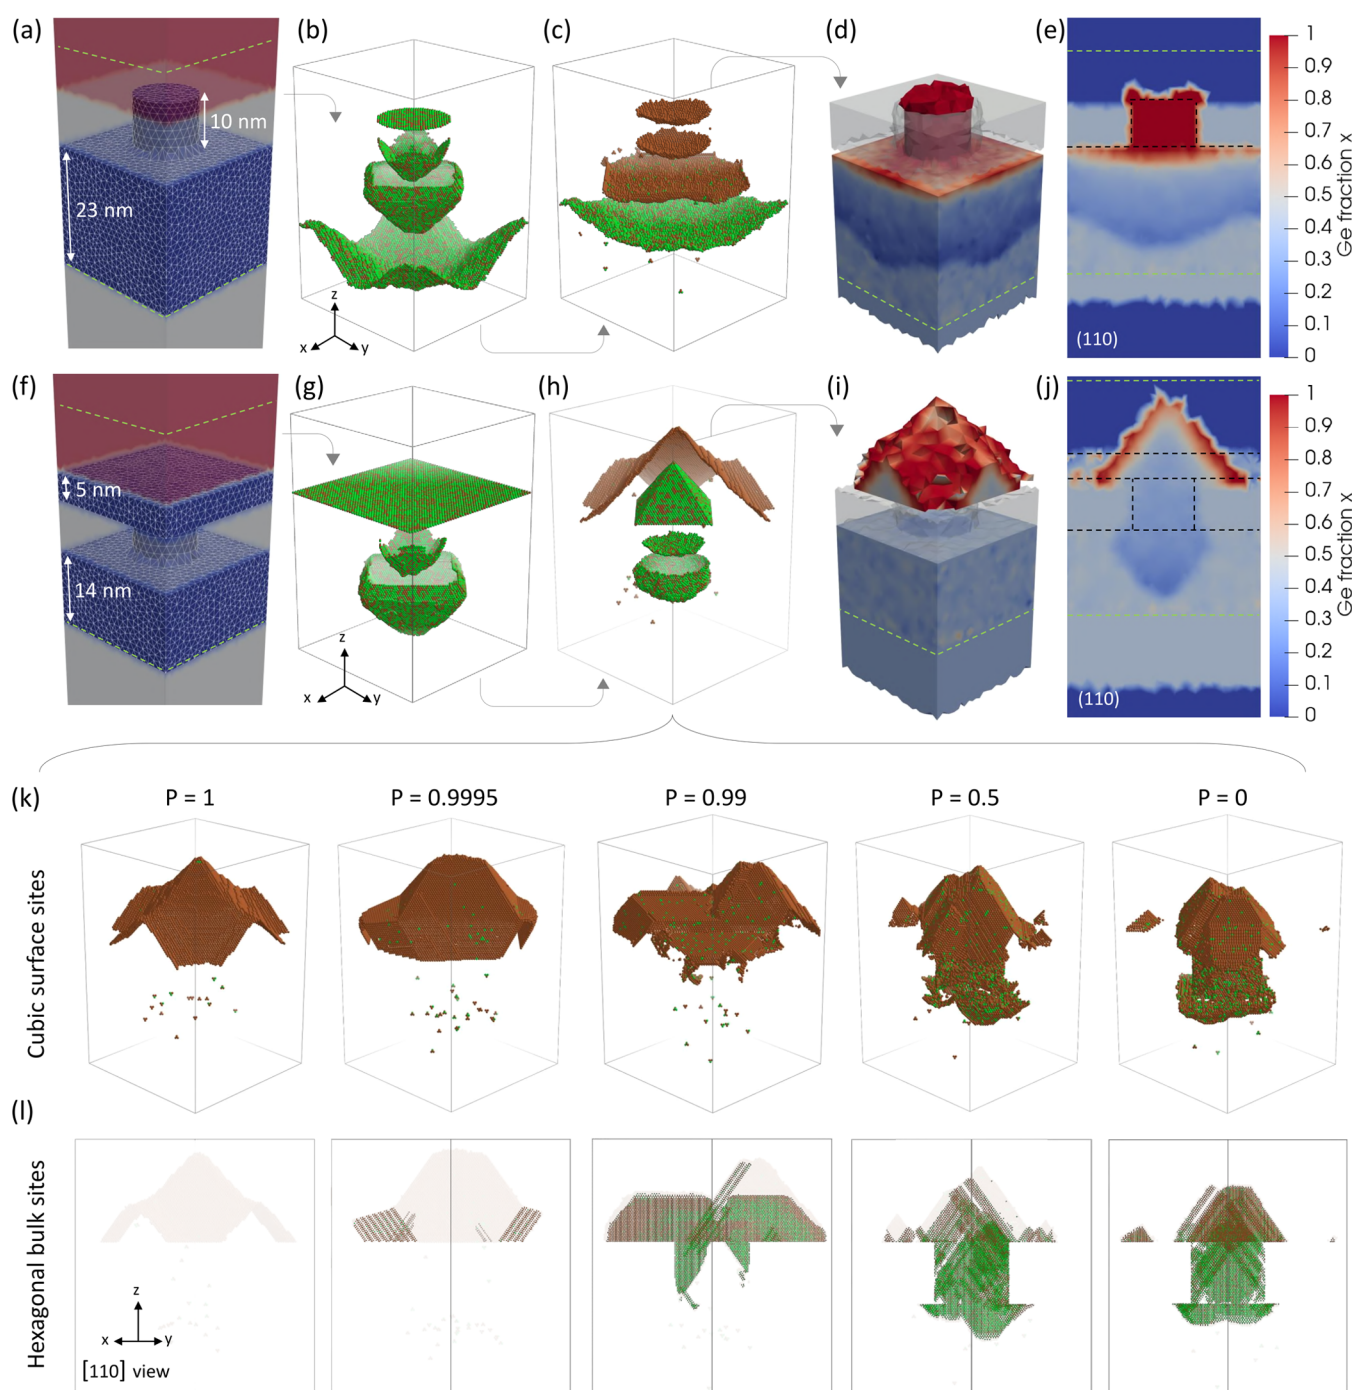 (a)
(b)
(c)
(d)
(e)
10 nm
23 nm
z
x
y
(110)
1
0.9
0.8
0.7
0.6
0.5
0.4
0.3
0.2
0.1
0
Ge fraction x
(f)
(g)
(h)
(i)
(j)
5 nm
14 nm
z
x
y
(110)
1
0.9
0.8
0.7
0.6
0.5
0.4
0.3
0.2
0.1
0
Ge fraction x
(k)
P = 1
P = 0.9995
P = 0.99
P = 0.5
P = 0
Cubic surface sites
(l)
Hexagonal bulk sites
z
x
y
[110] view